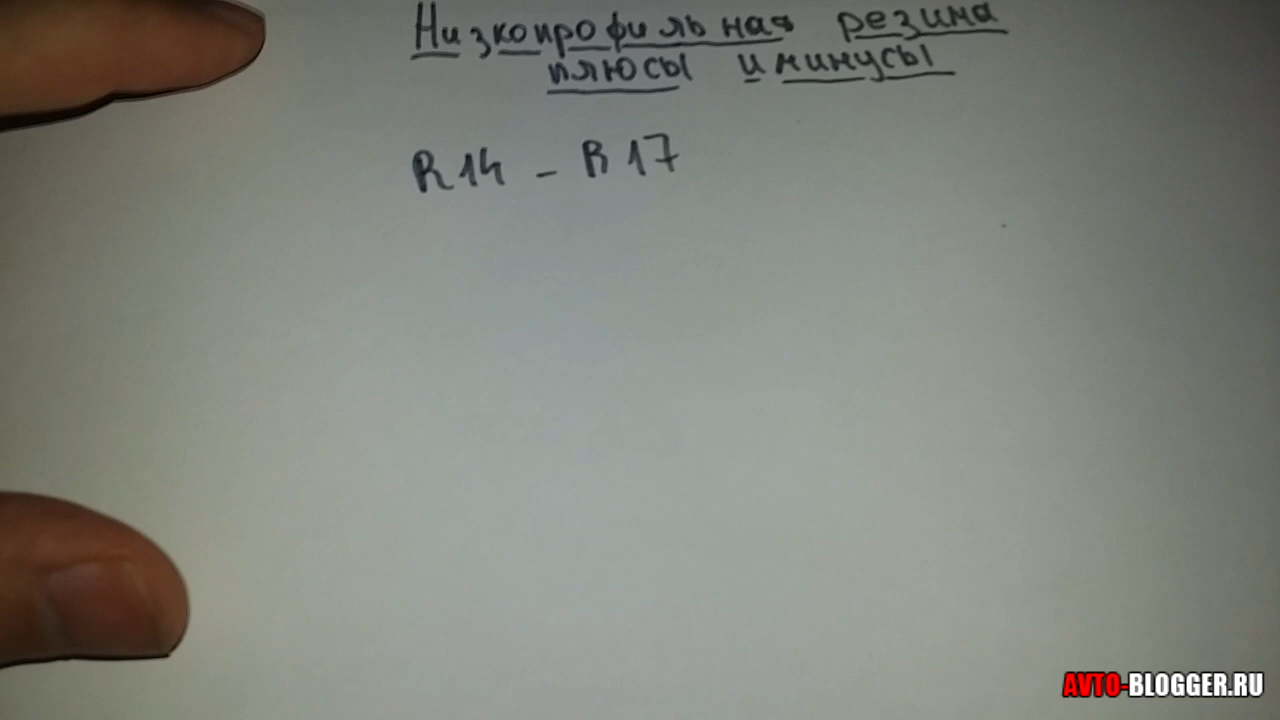 Низкопрофильная резина
плюсы и минусы
R14 - R17
AVTO-BLOGGER.RU